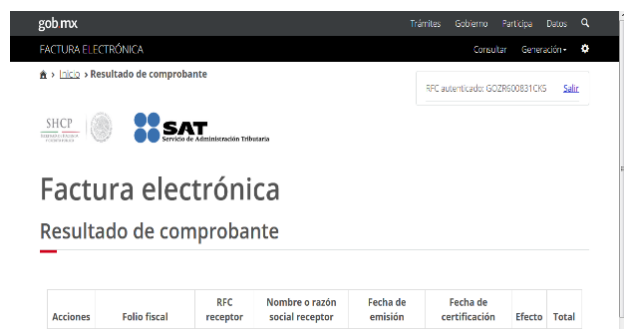 gob mx
Trámites Gobierno Participa Datos
FACTURA ELECTRÓNICA
Consultar Generación
> Inicio > Resultado de comprobante
RFC autenticado: GOZR600831CK5 Salir
SHCP
SAT
Servicio de Administración Tributaria
Factura electrónica
Resultado de comprobante
Acciones Folio fiscal RFC receptor Nombre o razón social receptor Fecha de emisión Fecha de certificación Efecto Total